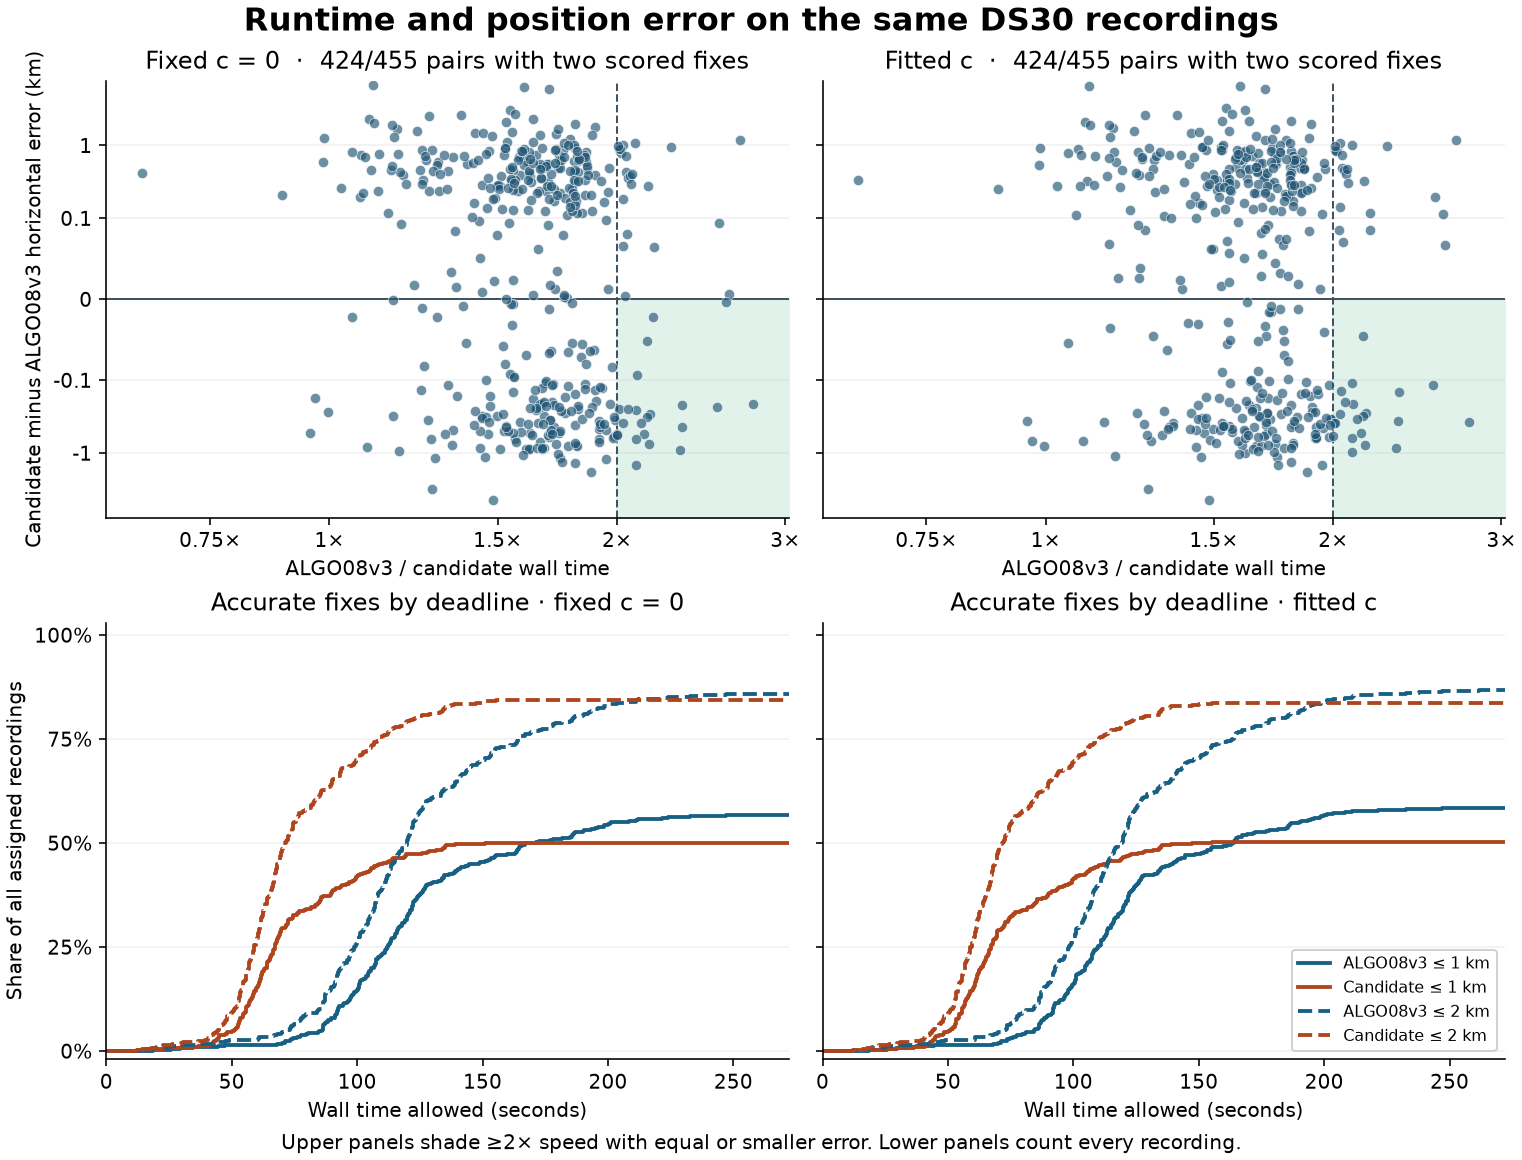 Runtime and position error on the same DS30 recordings
Fixed c = 0 · 424/455 pairs with two scored fixes
Fitted c · 424/455 pairs with two scored fixes
Candidate minus ALGO08v3 horizontal error (km)
1
0.1
0
-0.1
-1
0.75×
1×
1.5×
2×
3×
0.75×
1×
1.5×
2×
3×
ALGO08v3 / candidate wall time
ALGO08v3 / candidate wall time
Accurate fixes by deadline · fixed c = 0
Accurate fixes by deadline · fitted c
Share of all assigned recordings
100%
75%
50%
25%
0%
ALGO08v3 ≤ 1 km
Candidate ≤ 1 km
ALGO08v3 ≤ 2 km
Candidate ≤ 2 km
0
50
100
150
200
250
0
50
100
150
200
250
Wall time allowed (seconds)
Wall time allowed (seconds)
Upper panels shade ≥2× speed with equal or smaller error. Lower panels count every recording.